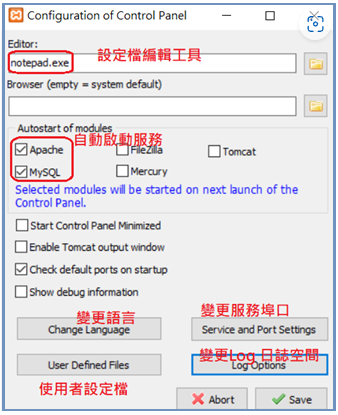 Configuration of Control Panel
Editor:
設定檔編輯工具
notepad.exe
Browser (empty = system default)
Autostart of modules
自動啟動服務
Apache FileZilla Tomcat
MySQL Mercury
Selected modules will be started on next launch of the
Control Panel.
Start Control Panel Minimized
Enable Tomcat output window
Check default ports on startup
Show debug information
變更語言 變更服務埠口
Change Language Service and Port Settings
變更Log 日誌空間
User Defined Files Log Options
使用者設定檔
Abort Save